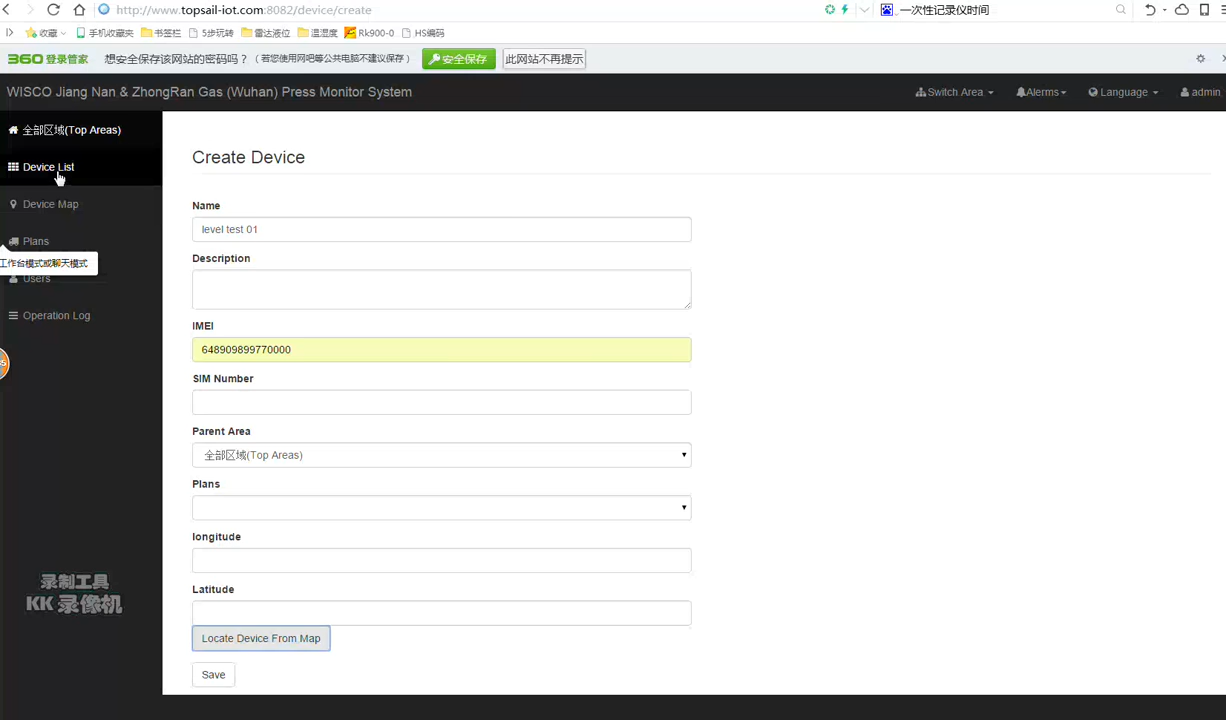 http://www.topsail-iot.com:8082/device/create
一次性记录仪时间
收藏 手机收藏夹 书签栏 5步玩转 雷达液位 温湿度 Rk900-0 HS编码
360 登录管家 想安全保存该网站的密码吗？（若您使用网吧等公共电脑不建议保存） 安全保存 此网站不再提示
WISCO Jiang Nan & ZhongRan Gas (Wuhan) Press Monitor System
Switch Area Alerms Language admin
全部区域(Top Areas)
Device List
Device Map
Plans
工作台模式或聊天模式
Users
Operation Log
录制工具
KK 录像机
Create Device
Name
level test 01
Description
IMEI
648909899770000
SIM Number
Parent Area
全部区域(Top Areas)
Plans
longitude
Latitude
Locate Device From Map
Save